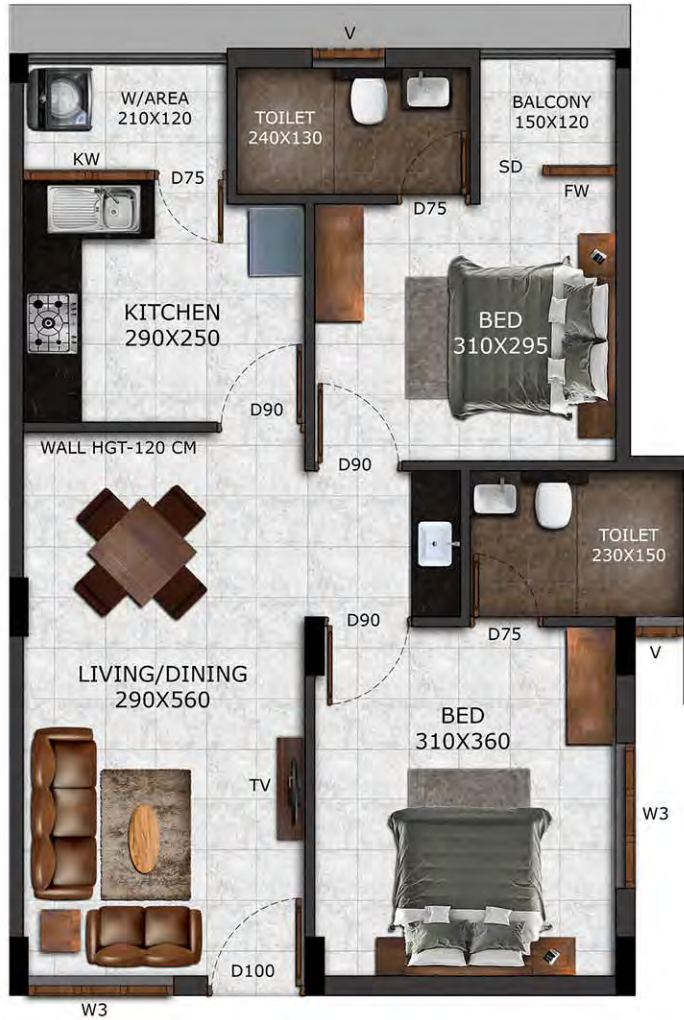 V
W/AREA
210X120
TOILET
240X130
BALCONY
150X120
KW
D75
SD
FW
D75
KITCHEN
290X250
BED
310X295
D90
WALL HGT-120 CM
D90
TOILET
230X150
D90
D75
V
LIVING/DINING
290X560
BED
310X360
TV
W3
D100
W3